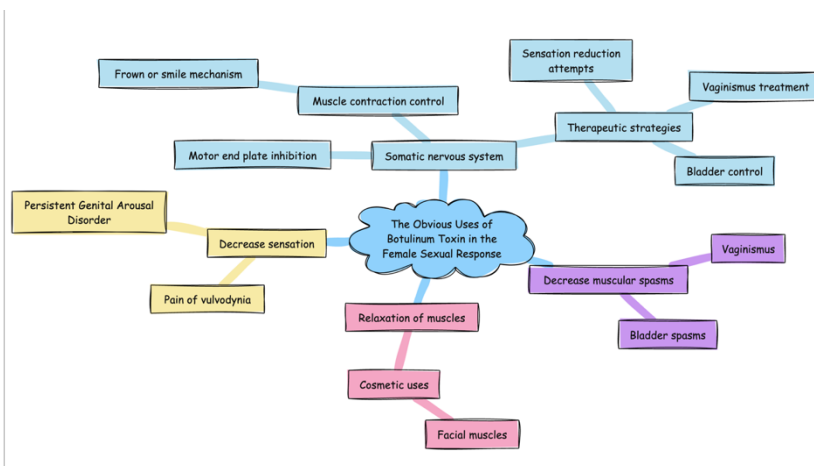 Frown or smile mechanism
Muscle contraction control
Motor end plate inhibition
Somatic nervous system
Sensation reduction
attempts
Vaginismus treatment
Therapeutic strategies
Bladder control
Persistent Genital Arousal
Disorder
Decrease sensation
Pain of vulvodynia
The Obvious Uses of
Botulinum Toxin in the
Female Sexual Response
Vaginismus
Decrease muscular spasms
Bladder spasms
Relaxation of muscles
Cosmetic uses
Facial muscles